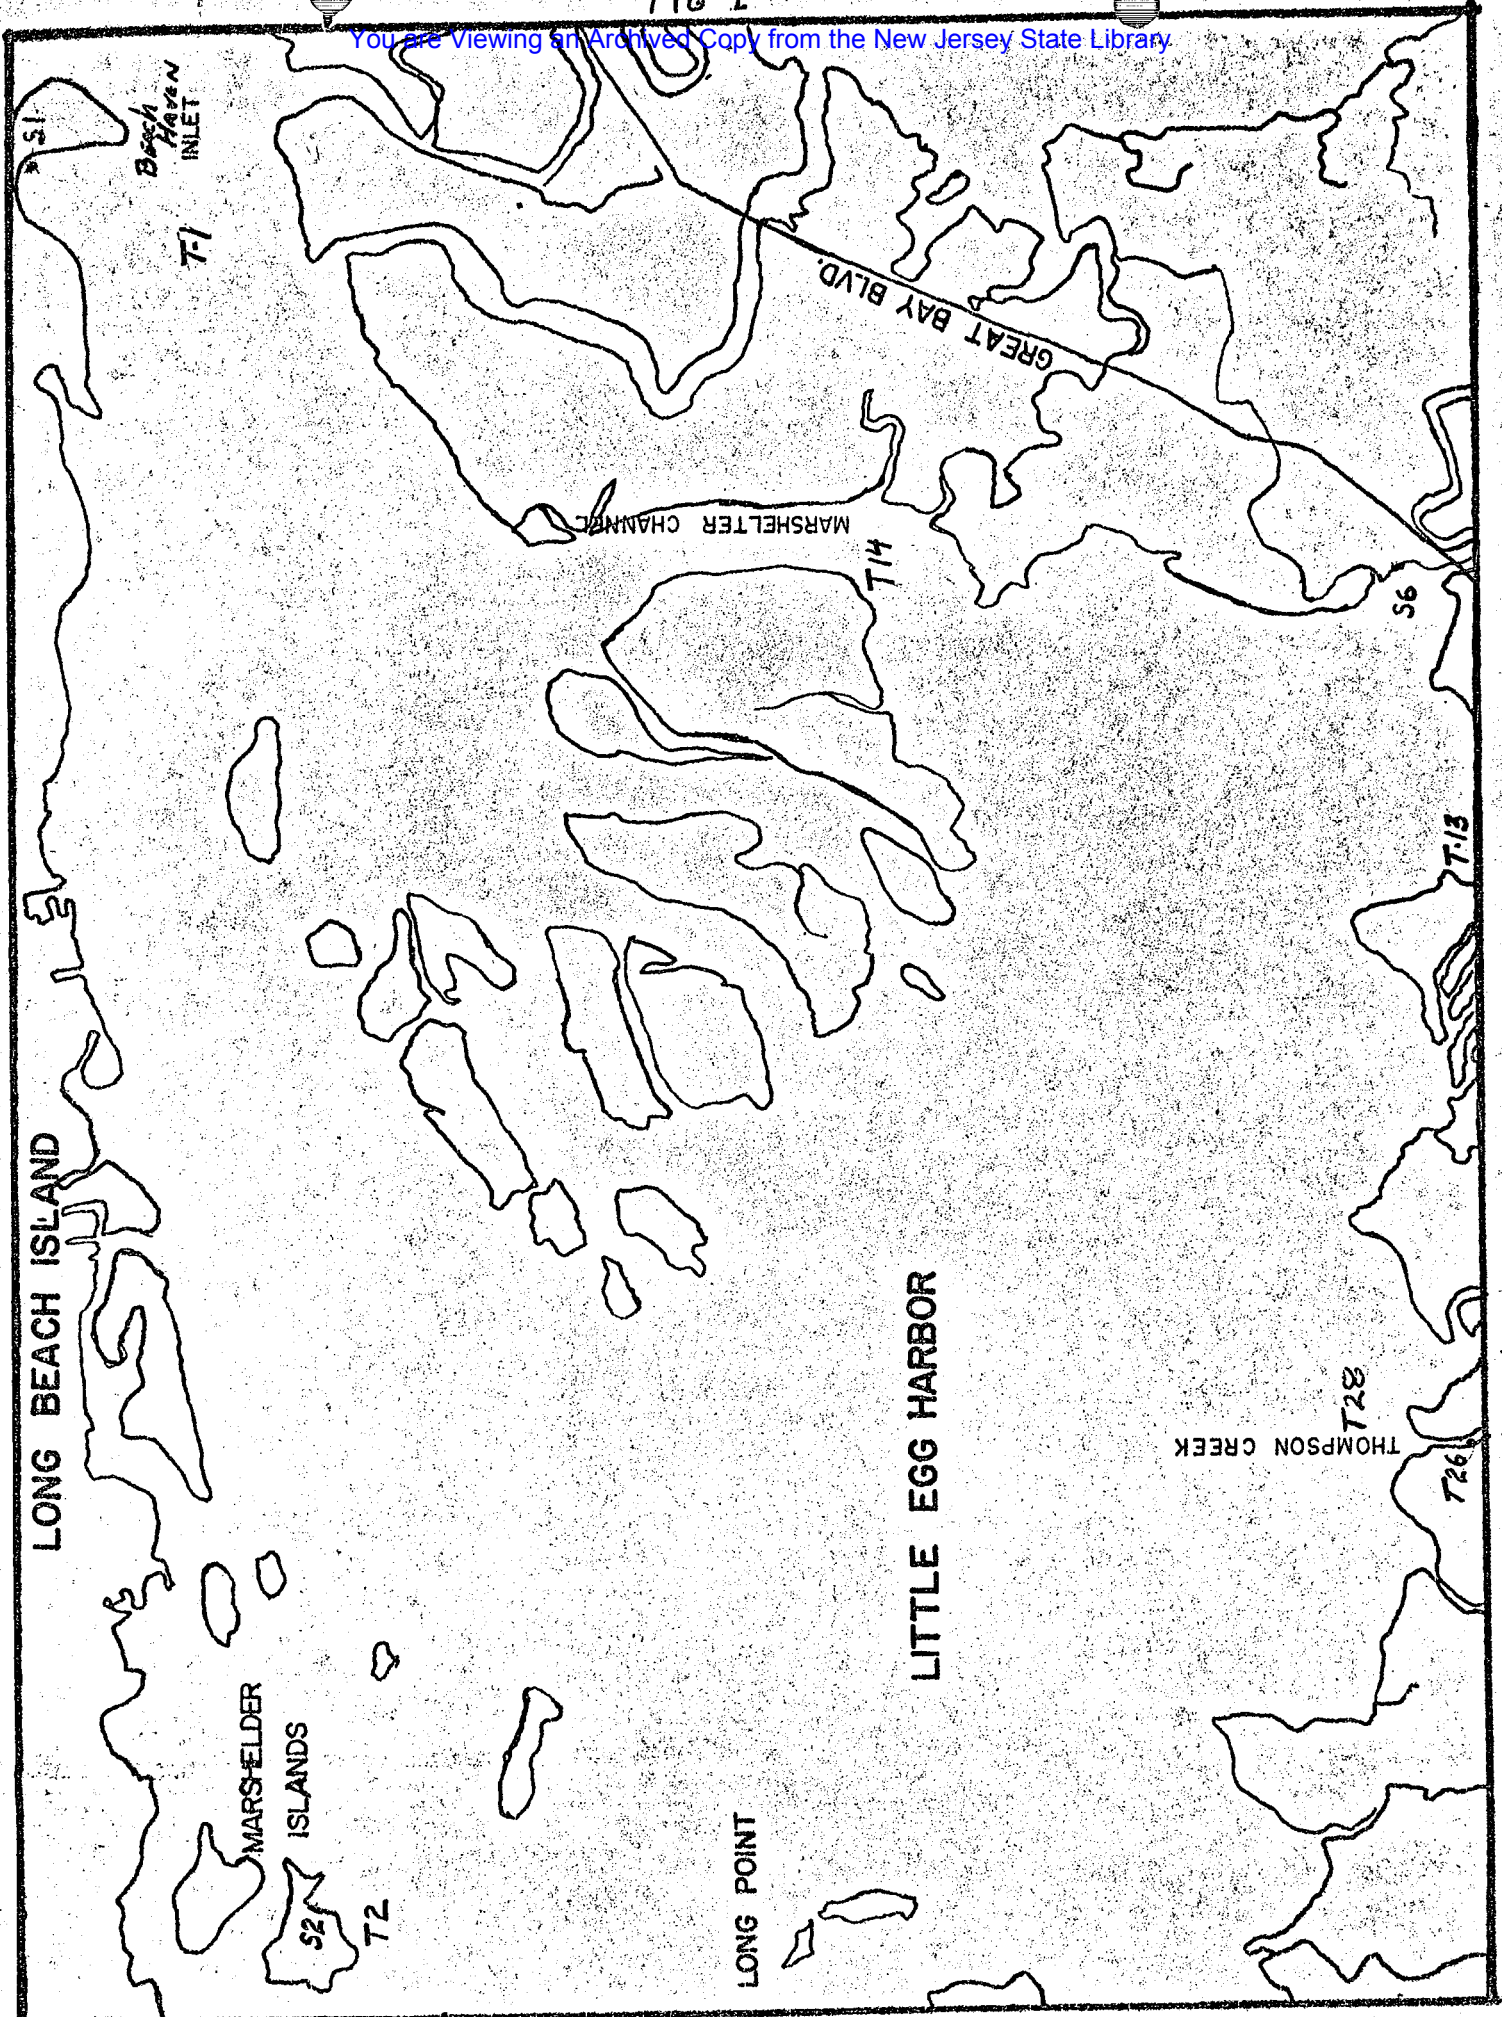 You are Viewing an Archived Copy from the New Jersey State Library
S1
Beach
Haven
INLET
T-1
GREAT BAY BLVD.
MARSHELTER CHANNEL
T14
S6
T-13
LONG BEACH ISLAND
LITTLE EGG HARBOR
THOMPSON CREEK
T28
T26
MARSHELDER
ISLANDS
S2
T2
LONG POINT